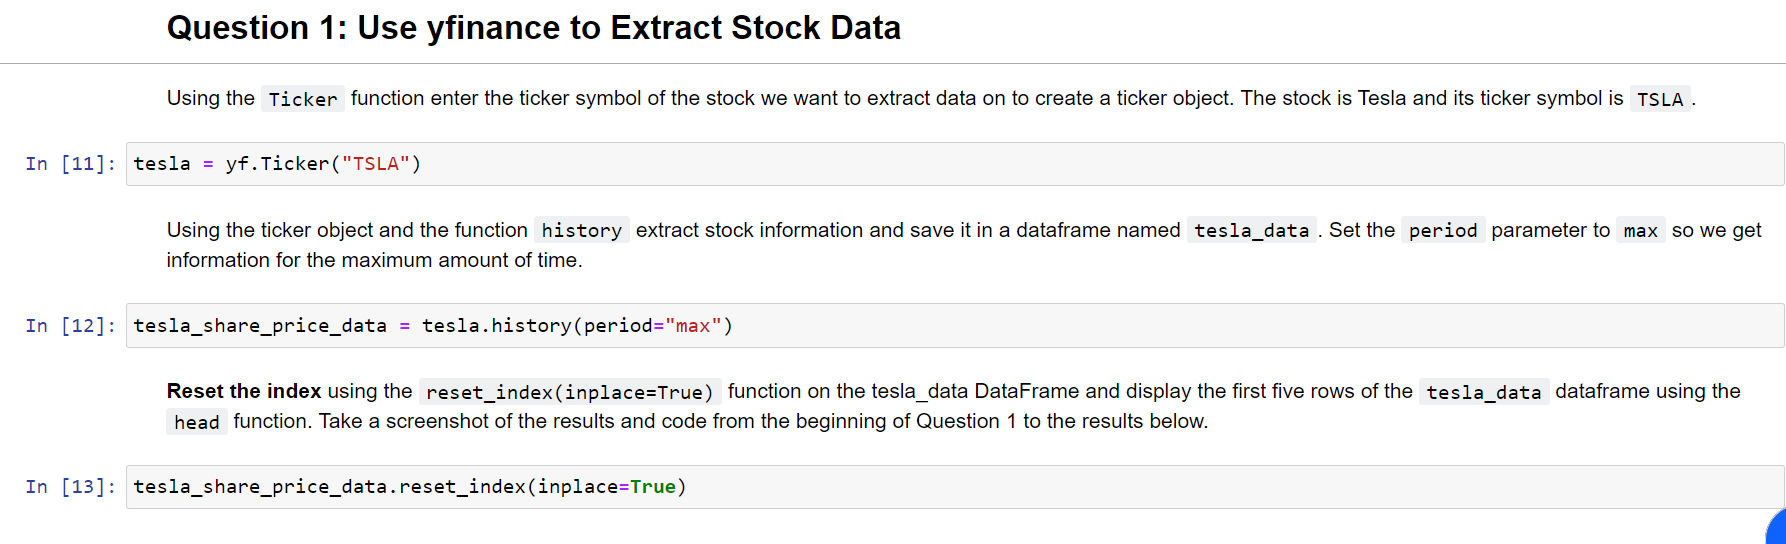 Question 1: Use yfinance to Extract Stock Data
Using the Ticker function enter the ticker symbol of the stock we want to extract data on to create a ticker object. The stock is Tesla and its ticker symbol is TSLA .
In [11]: tesla = yf.Ticker("TSLA")
Using the ticker object and the function history extract stock information and save it in a dataframe named tesla_data . Set the period parameter to max so we get
information for the maximum amount of time.
In [12]: tesla_share_price_data = tesla.history(period="max")
Reset the index using the reset_index(inplace=True) function on the tesla_data DataFrame and display the first five rows of the tesla_data dataframe using the
head function. Take a screenshot of the results and code from the beginning of Question 1 to the results below.
In [13]: tesla_share_price_data.reset_index(inplace=True)